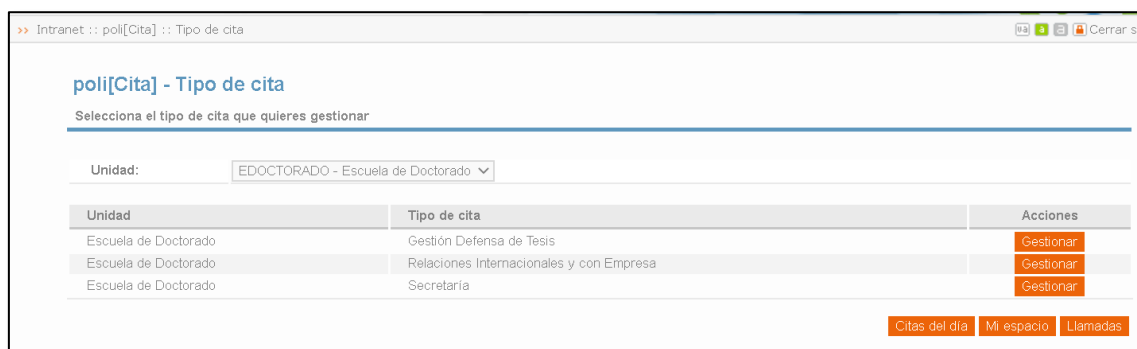 >> Intranet :: poli[Cita] :: Tipo de cita a Cerrar s
poli[Cita] - Tipo de cita
Selecciona el tipo de cita que quieres gestionar
Unidad: EDOCTORADO - Escuela de Doctorado
Unidad Tipo de cita Acciones
Escuela de Doctorado Gestión Defensa de Tesis Gestionar
Escuela de Doctorado Relaciones Internacionales y con Empresa Gestionar
Escuela de Doctorado Secretaría Gestionar
Citas del día Mi espacio Llamadas